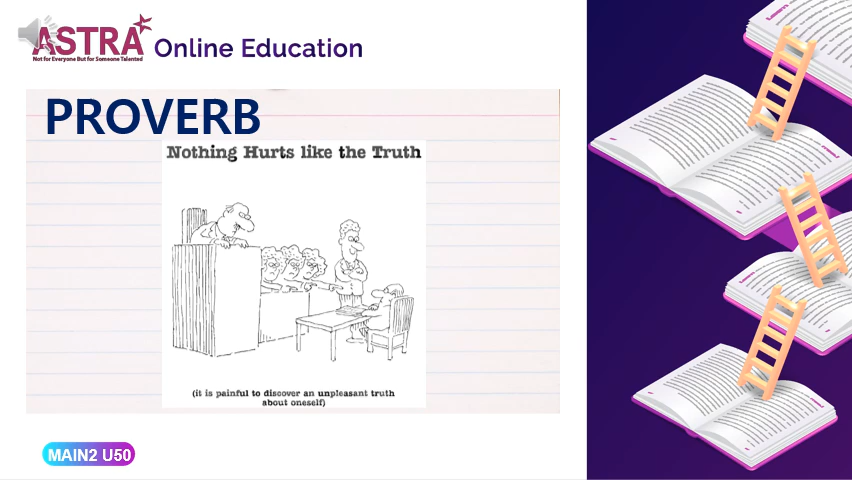 ASTRA
Not for Everyone But for Someone Talented
Online Education
PROVERB
Nothing Hurts like the Truth
(it is painful to discover an unpleasant truth
about oneself)
MAIN2 U50